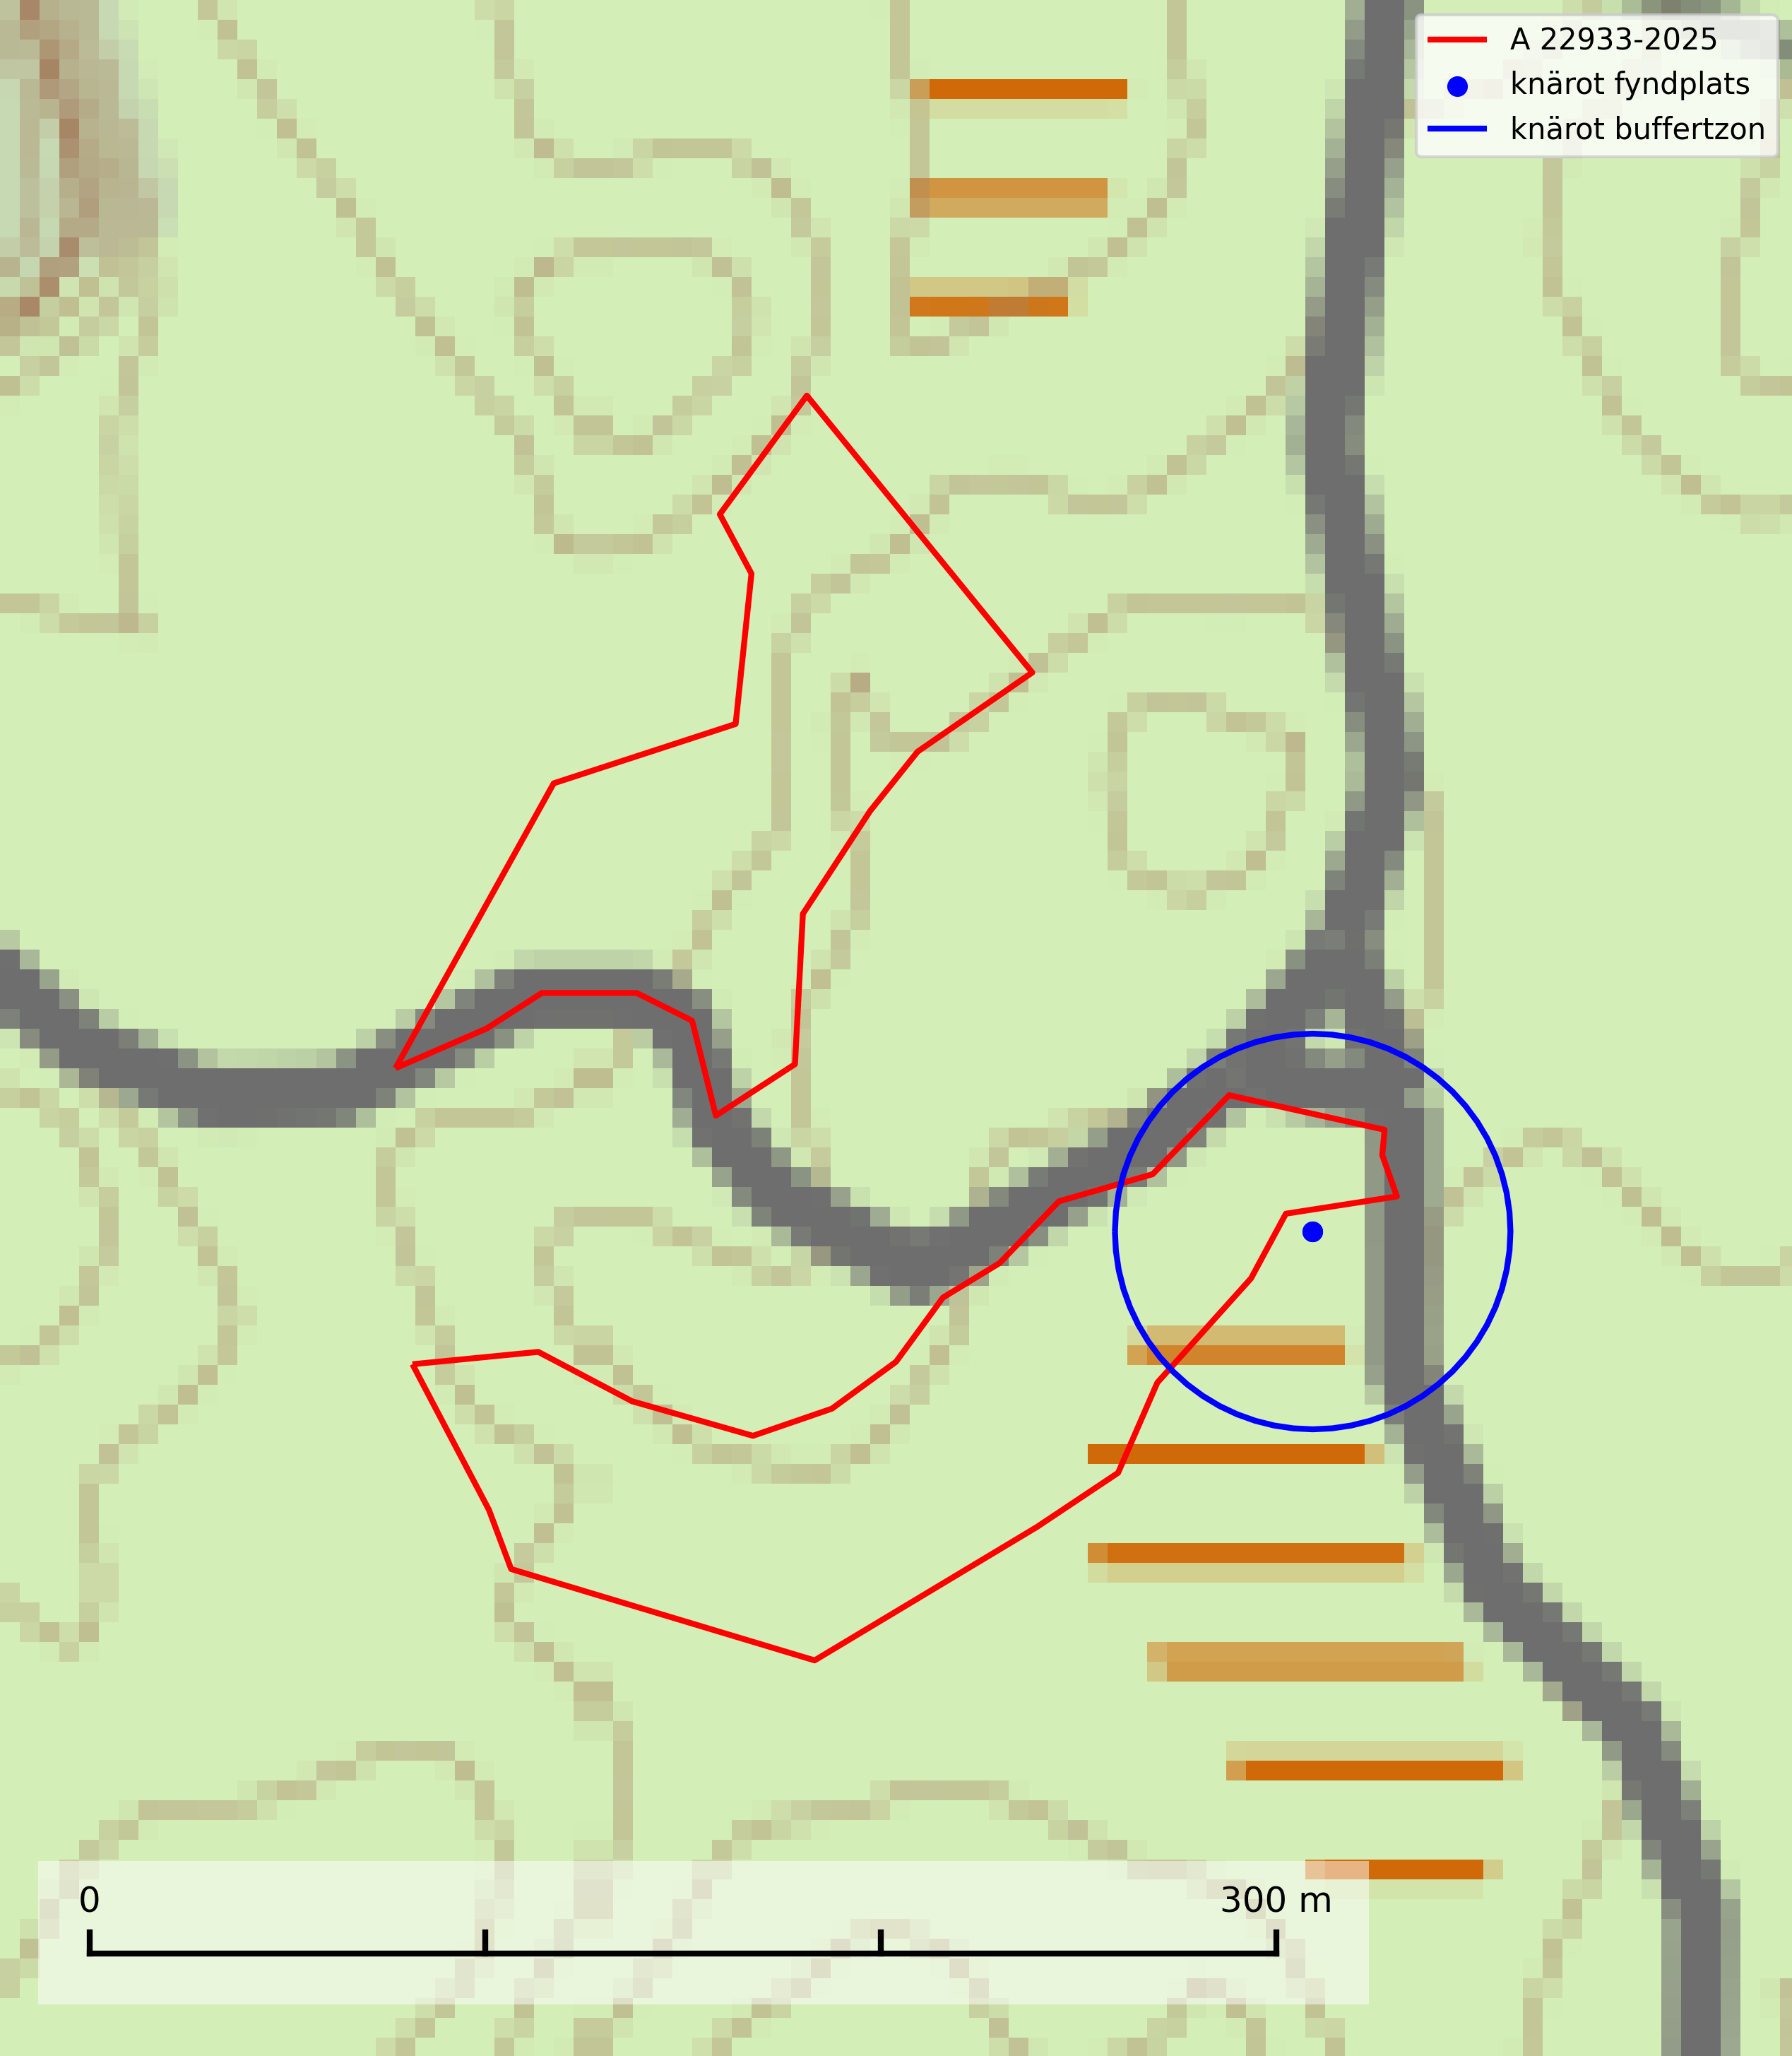 A 22933-2025
knärot fyndplats
knärot buffertzon
0
300 m